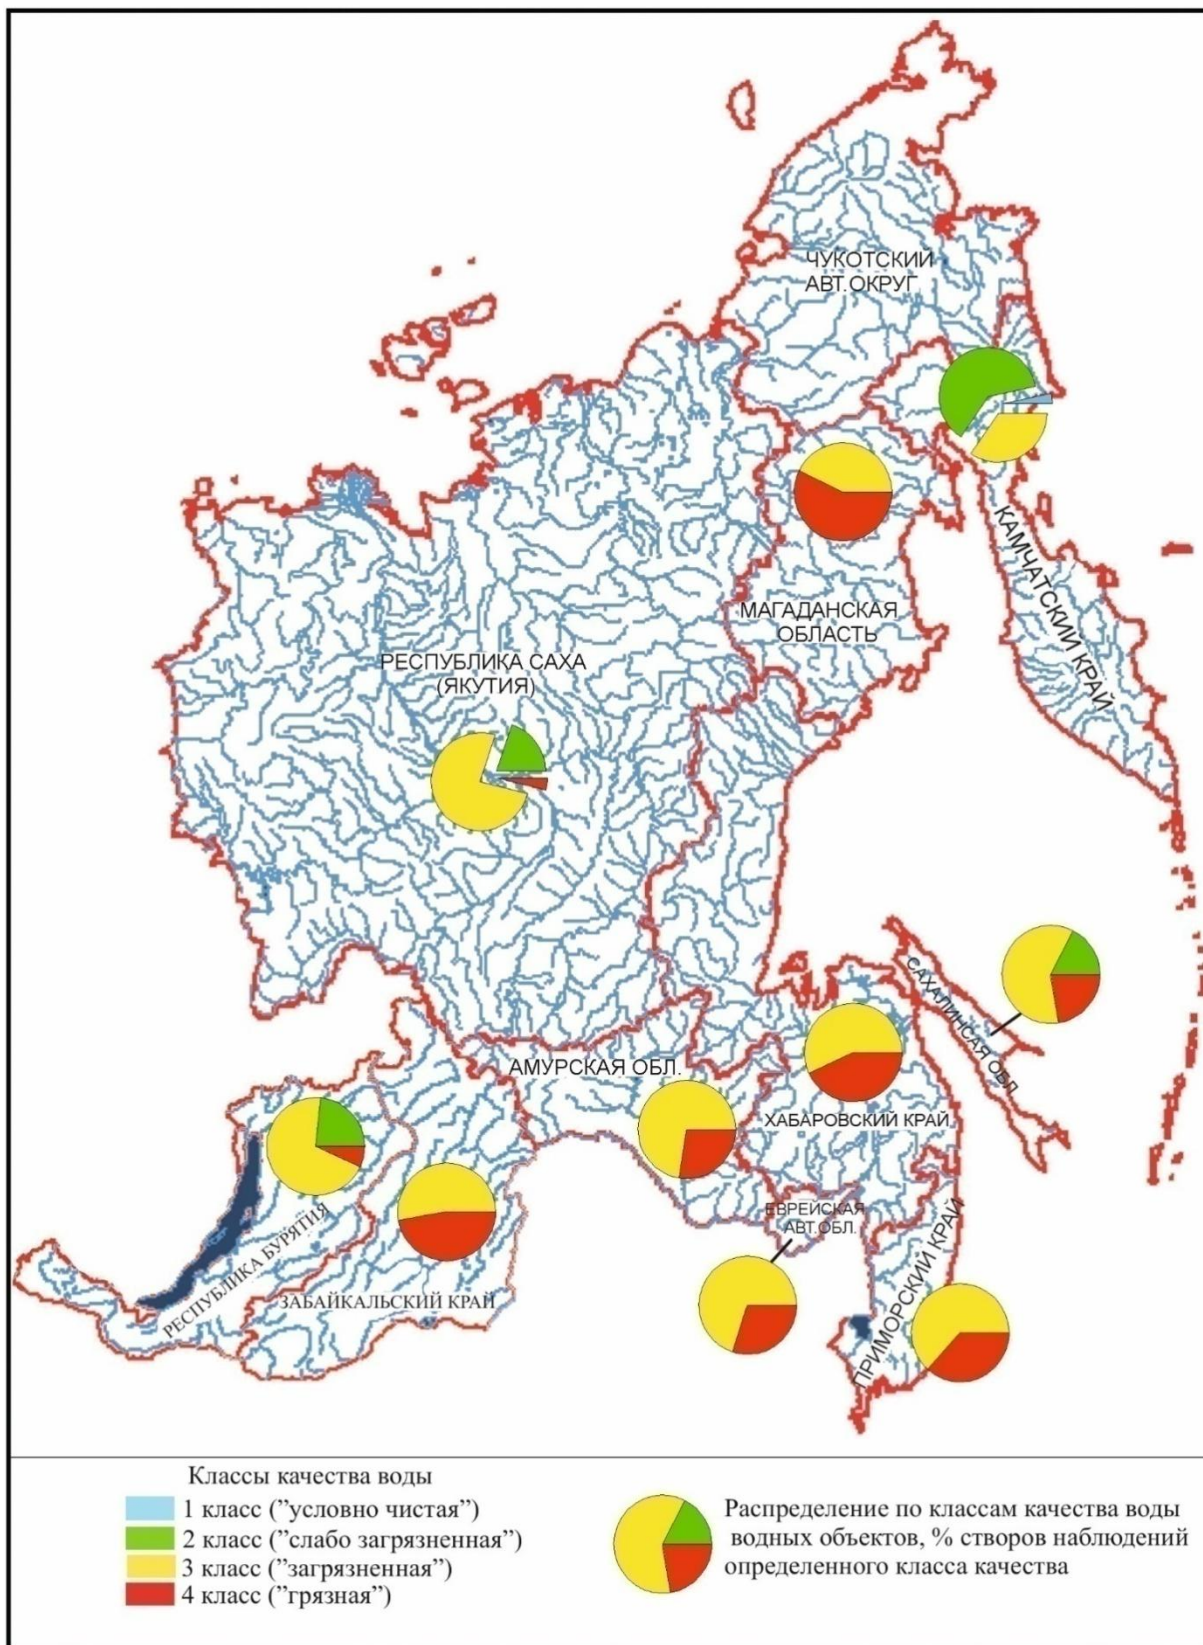 ЧУКОТСКИЙ
АВТ.ОКРУГ
КАМЧАТСКИЙ КРАЙ
МАГАДАНСКАЯ
ОБЛАСТЬ
РЕСПУБЛИКА САХА
(ЯКУТИЯ)
САХАЛИНСАЯ ОБЛ
АМУРСКАЯ ОБЛ.
ХАБАРОВСКИЙ КРАЙ
ЕВРЕЙСКАЯ
АВТ.ОБЛ.
ПРИМОРСКИЙ КРАЙ
РЕСПУБЛИКА БУРЯТИЯ
ЗАБАЙКАЛЬСКИЙ КРАЙ
Классы качества воды
1 класс ("условно чистая")
2 класс ("слабо загрязненная")
3 класс ("загрязненная")
4 класс ("грязная")
Распределение по классам качества воды
водных объектов, % створов наблюдений
определенного класса качества